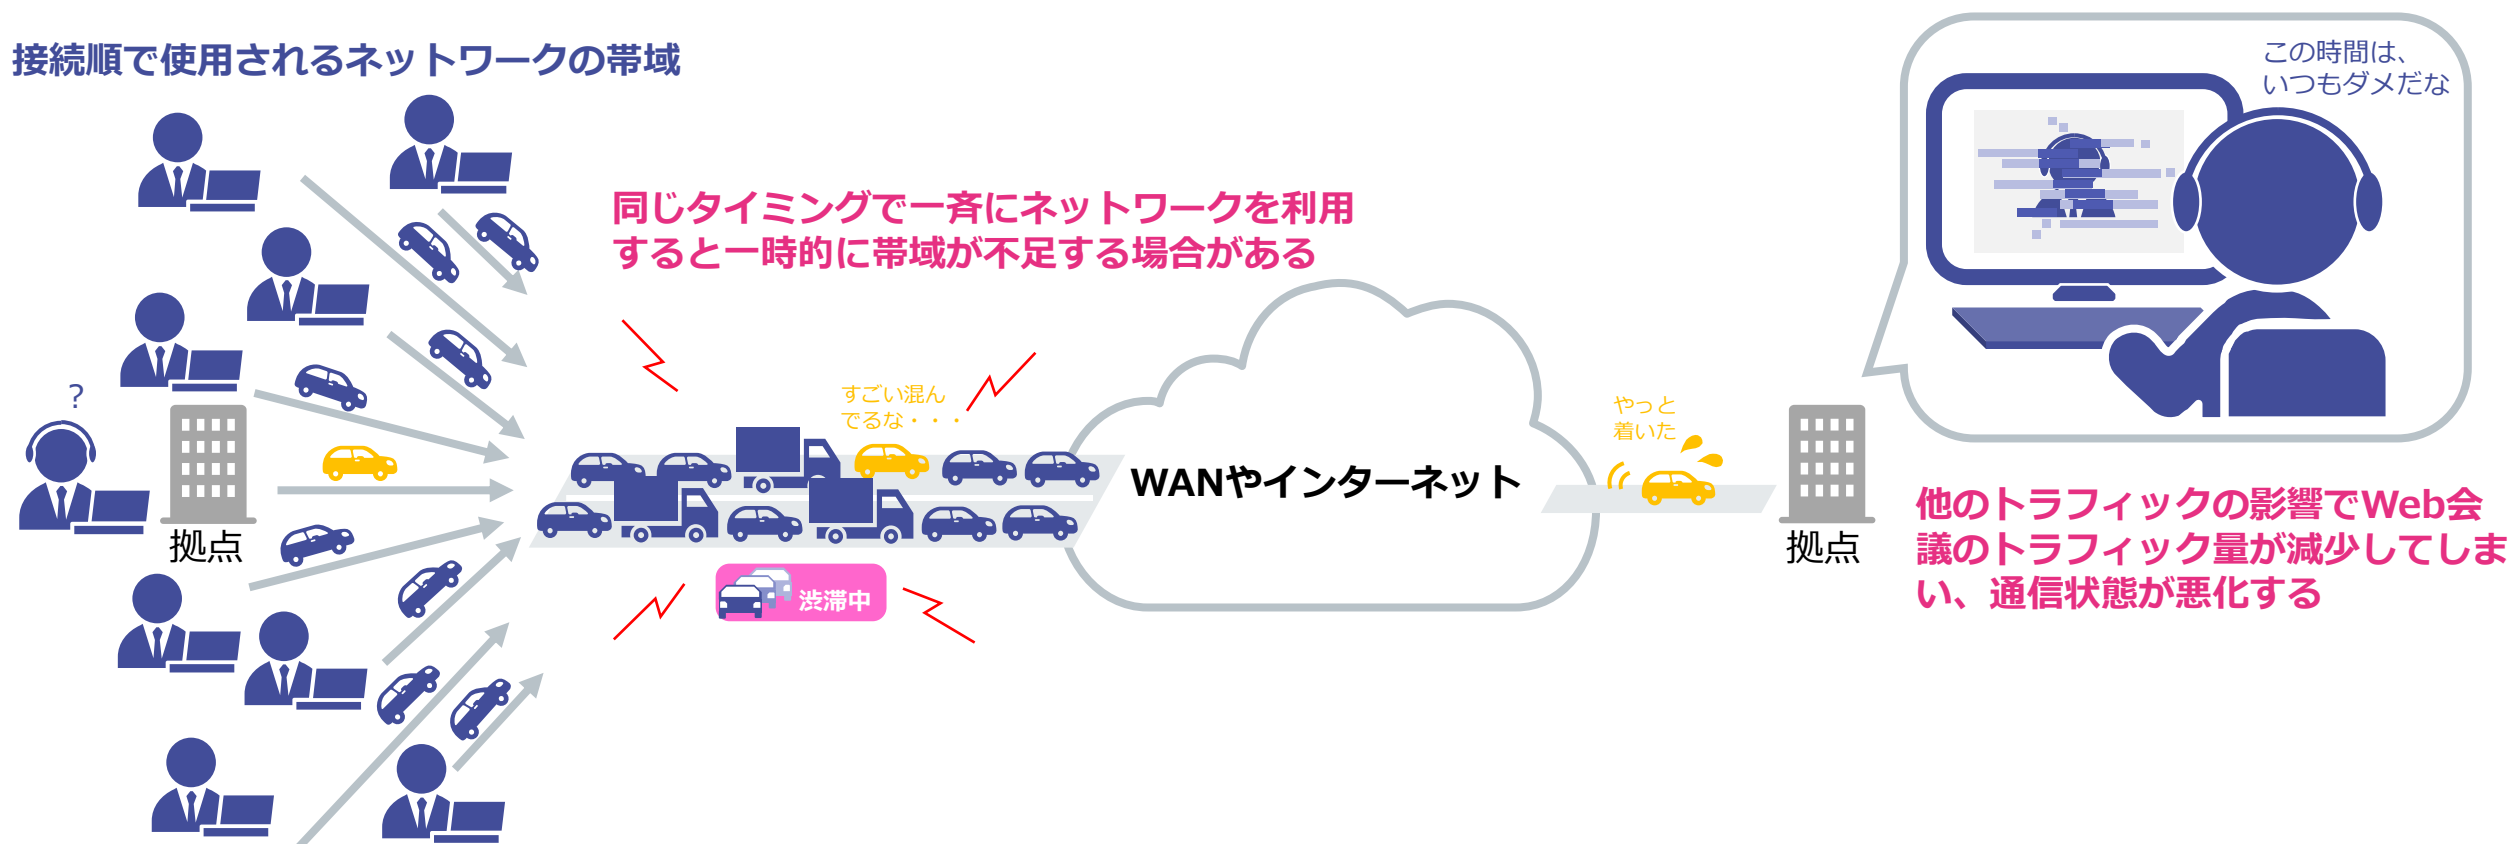 接続順で使用されるネットワークの帯域
この時間は、
いつもダメだな
同じタイミングで一斉にネットワークを利用
すると一時的に帯域が不足する場合がある
?
すごい混ん
でるな・・・
やっと
着いた
WANやインターネット
拠点
拠点
他のトラフィックの影響でWeb会
議のトラフィック量が減少してしま
い、通信状態が悪化する
渋滞中